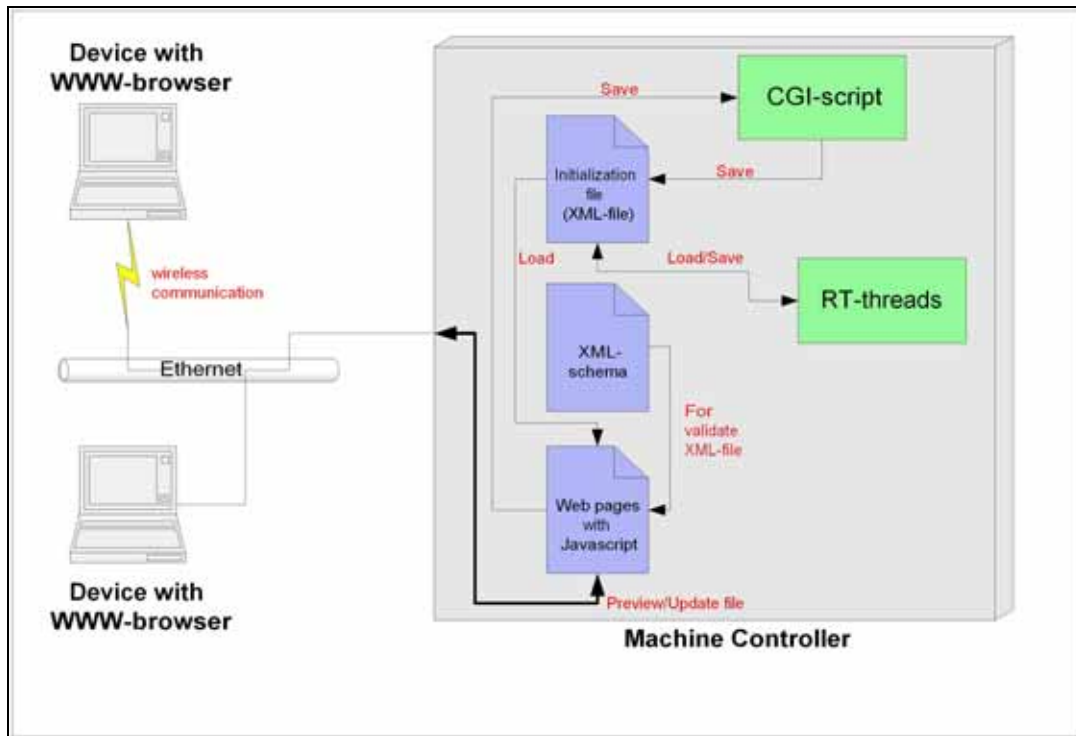 Device with
WWW-browser
wireless
communication
Ethernet
Device with
WWW-browser
Save
CGI-script
Initialization
file
(XML-file)
Save
Load
Load/Save
RT-threads
XML-
schema
For
validate
XML-file
Web pages
with
Javascript
Preview/Update file
Machine Controller